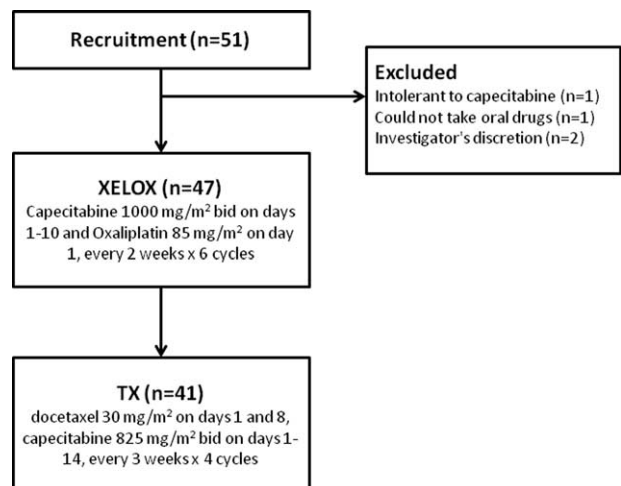 Recruitment (n=51)
Excluded
Intolerant to capecitabine (n=1)
Could not take oral drugs (n=1)
Investigator's discretion (n=2)
XELOX (n=47)
Capecitabine 1000 mg/m² bid on days
1-10 and Oxaliplatin 85 mg/m² on day
1, every 2 weeks x 6 cycles
TX (n=41)
docetaxel 30 mg/m² on days 1 and 8,
capecitabine 825 mg/m² bid on days 1-
14, every 3 weeks x 4 cycles